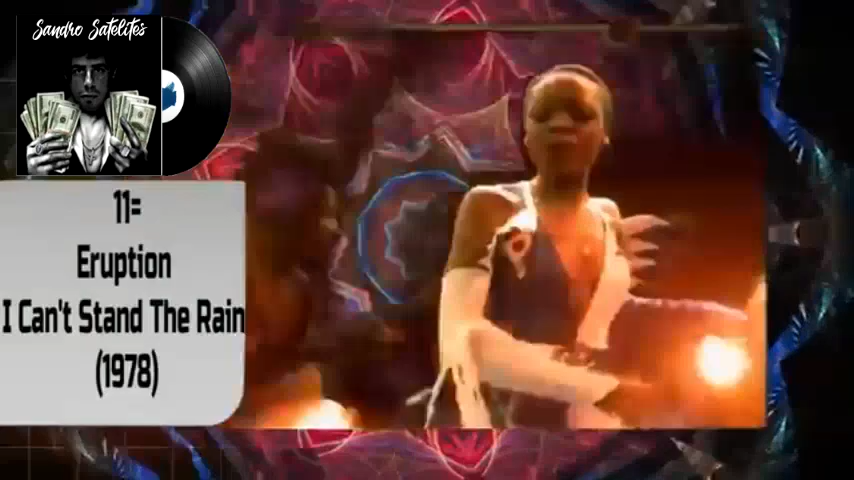 Sandro Satelites
11=
Eruption
I Can't Stand The Rain
(1978)